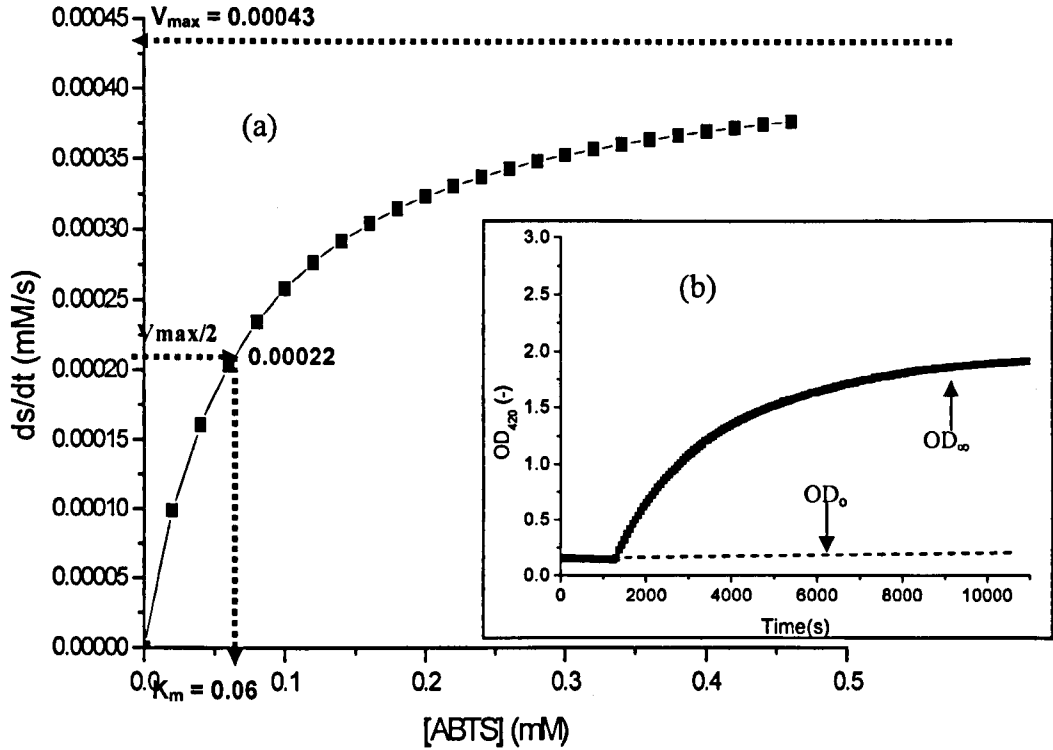 0.00045
V_max = 0.00043
0.00040
(a)
0.00035
0.00030
0.00025
Vmax/2
0.00022
0.00020
0.00015
0.00010
0.00005
0.00000
ds/dt (mM/s)
0.0 0.1 0.2 0.3 0.4 0.5
K_m = 0.06
[ABTS] (mM)
3.0
(b)
2.5
2.0
1.5
1.0
0.5
0.0
OD_420 (-)
OD_∞
OD_o
0 2000 4000 6000 8000 10000
Time(s)